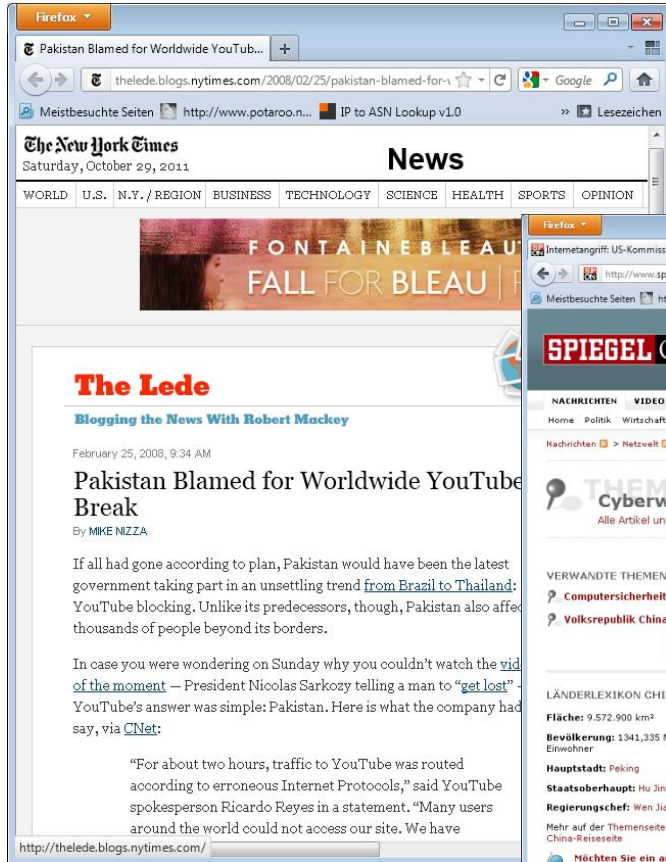 Firefox
Pakistan Blamed for Worldwide YouTub...
thelede.blogs.nytimes.com/2008/02/25/pakistan-blamed-for-
Google
Meistbesuchte Seiten http://www.potaroo.n... IP to ASN Lookup v1.0 » Lesezeichen
The New York Times
Saturday, October 29, 2011
News
WORLD U.S. N.Y. / REGION BUSINESS TECHNOLOGY SCIENCE HEALTH SPORTS OPINION
FONTAINEBLEAU
FALL FOR BLEAU
The Lede
Blogging the News With Robert Mackey
February 25, 2008, 9:34 AM
Pakistan Blamed for Worldwide YouTube
Break
By MIKE NIZZA
If all had gone according to plan, Pakistan would have been the latest
government taking part in an unsettling trend from Brazil to Thailand:
YouTube blocking. Unlike its predecessors, though, Pakistan also affec
thousands of people beyond its borders.
In case you were wondering on Sunday why you couldn't watch the vid
of the moment — President Nicolas Sarkozy telling a man to "get lost" -
YouTube's answer was simple: Pakistan. Here is what the company had
say, via CNet:
"For about two hours, traffic to YouTube was routed
according to erroneous Internet Protocols," said YouTube
spokesperson Ricardo Reyes in a statement. "Many users
around the world could not access our site. We have
http://thelede.blogs.nytimes.com/
Firefox
Internetangriff: US-Kommiss
http://www.sp
Meistbesuchte Seiten ht
SPIEGEL
NACHRICHTEN VIDEO
Home Politik Wirtschaft
Nachrichten > Netzwelt
THEM
Cyberw
Alle Artikel un
VERWANDTE THEMEN
Computersicherheit
Volksrepublik China
LÄNDERLEXIKON CHI
Fläche: 9.572.900 km²
Bevölkerung: 1341,335 M
Einwohner
Hauptstadt: Peking
Staatsoberhaupt: Hu Jin
Regierungschef: Wen Jia
Mehr auf der Themenseite
China-Reiseseite
Möchten Sie ein a